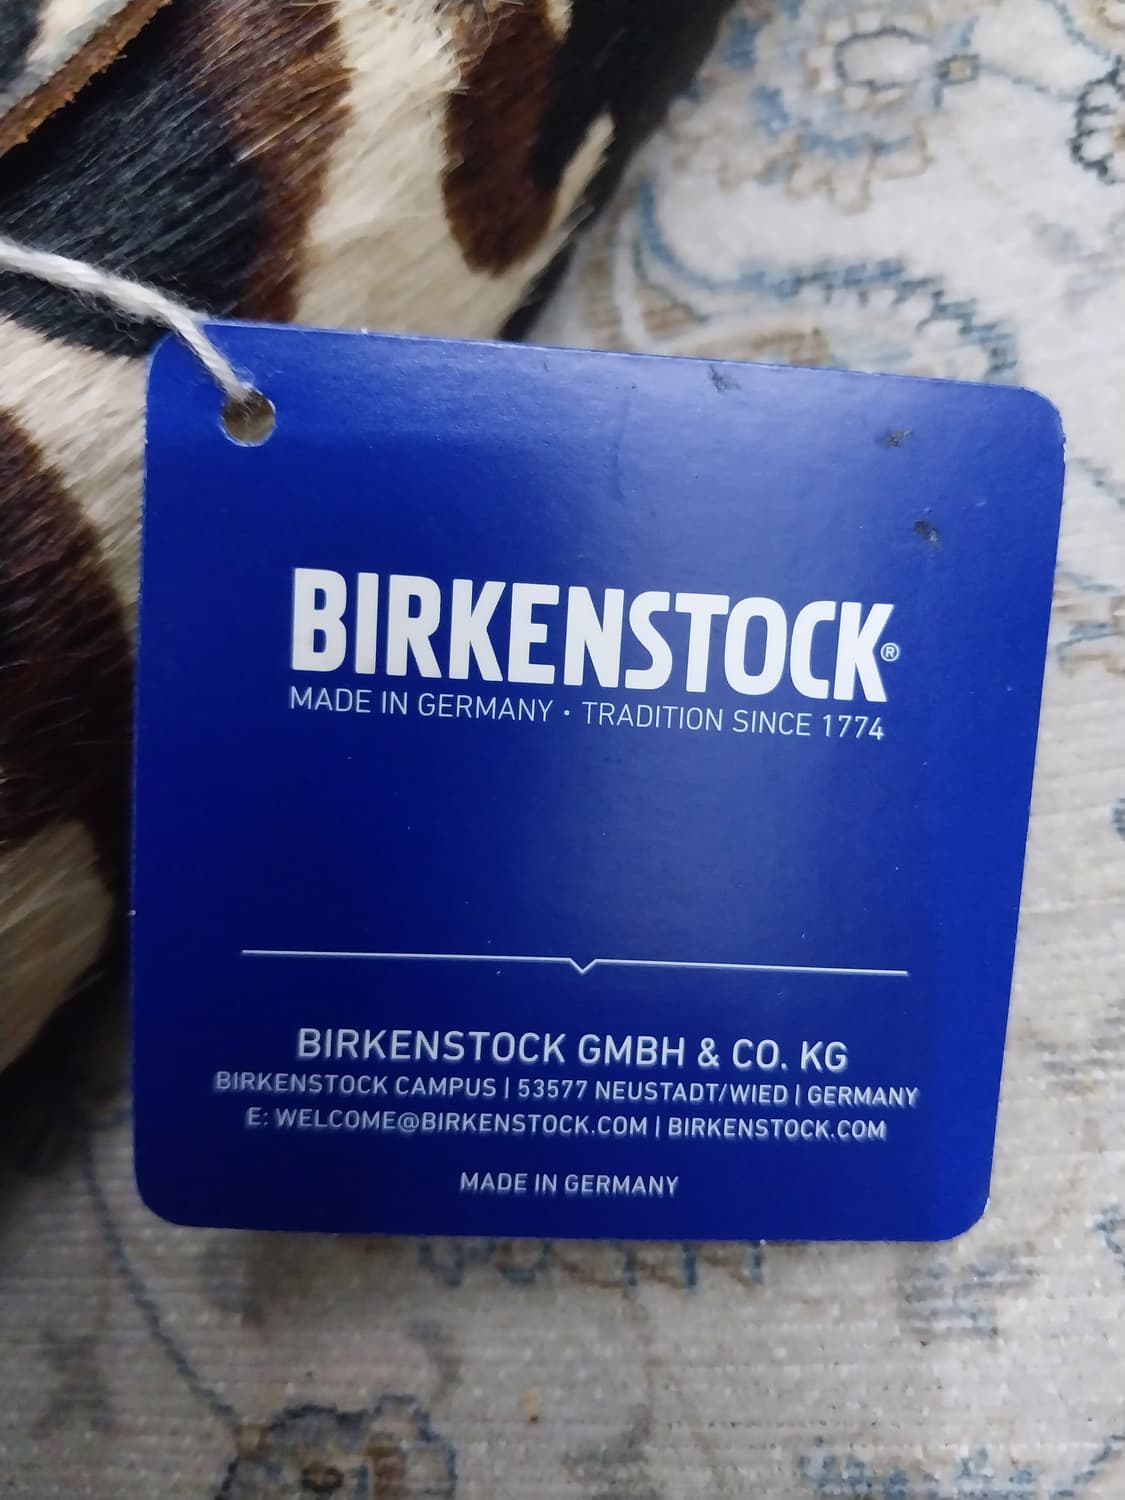 BIRKENSTOCK®
MADE IN GERMANY · TRADITION SINCE 1774
BIRKENSTOCK GMBH & CO. KG
BIRKENSTOCK CAMPUS | 53577 NEUSTADT/WIED | GERMANY
E: WELCOME@BIRKENSTOCK.COM | BIRKENSTOCK.COM
MADE IN GERMANY